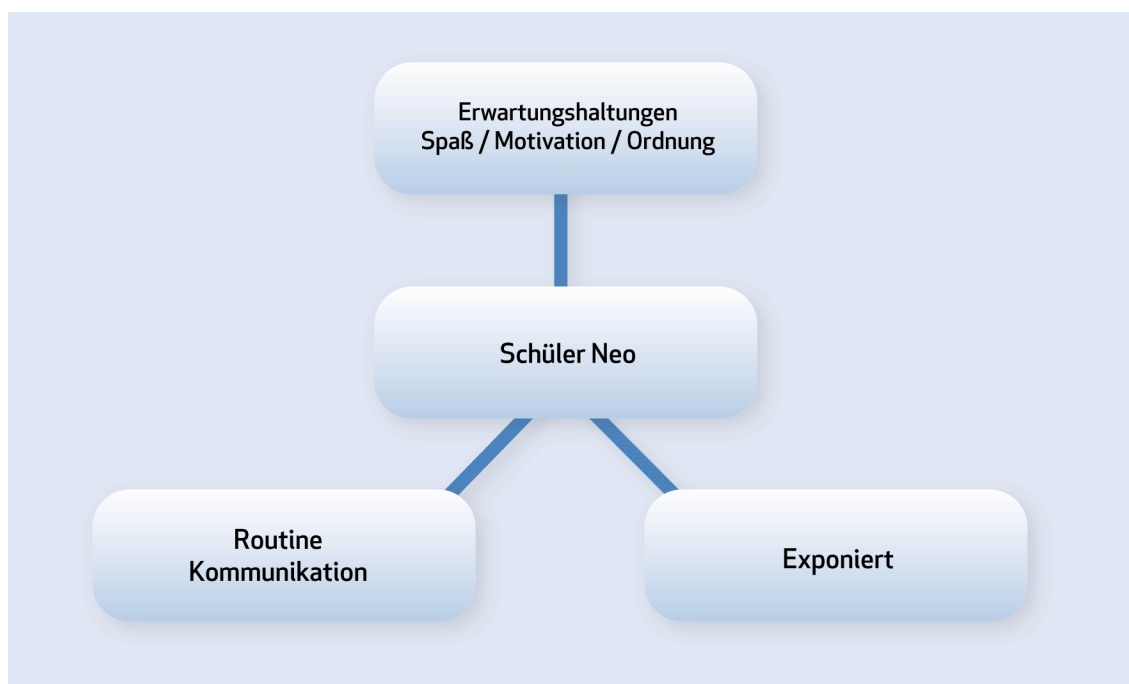 Erwartungshaltungen
Spaß / Motivation / Ordnung
Schüler Neo
Routine
Kommunikation
Exponiert